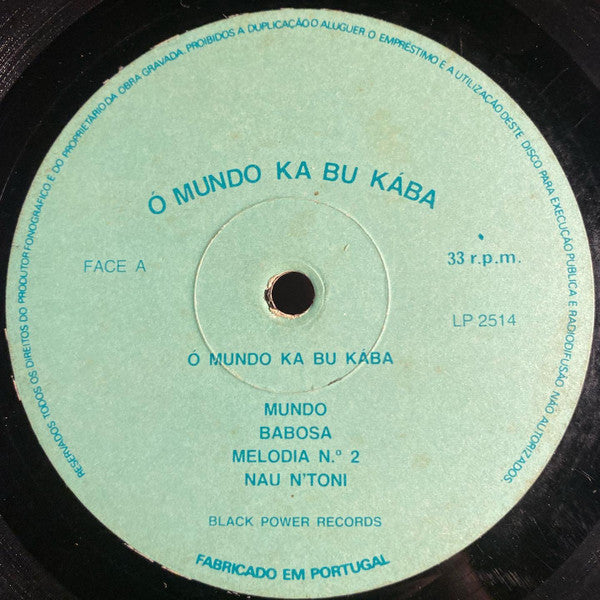 RESERVADOS TODOS OS DIREITOS DO PRODUTOR FONOGRÁFICO E DO PROPRIETÁRIO DA OBRA GRAVADA. PROIBIDOS A DUPLICAÇÃO O ALUGUER O EMPRÉSTIMO E A UTILIZAÇÃO DESTE DISCO PARA EXECUÇÃO PUBLICA E RADIODIFUSÃO NÃO AUTORIZADOS.
Ó MUNDO KA BU KÁBA
FACE A
33 r.p.m.
LP 2514
Ó MUNDO KA BU KÁBA
MUNDO
BABOSA
MELODIA N.º 2
NAU N'TONI
BLACK POWER RECORDS
FABRICADO EM PORTUGAL